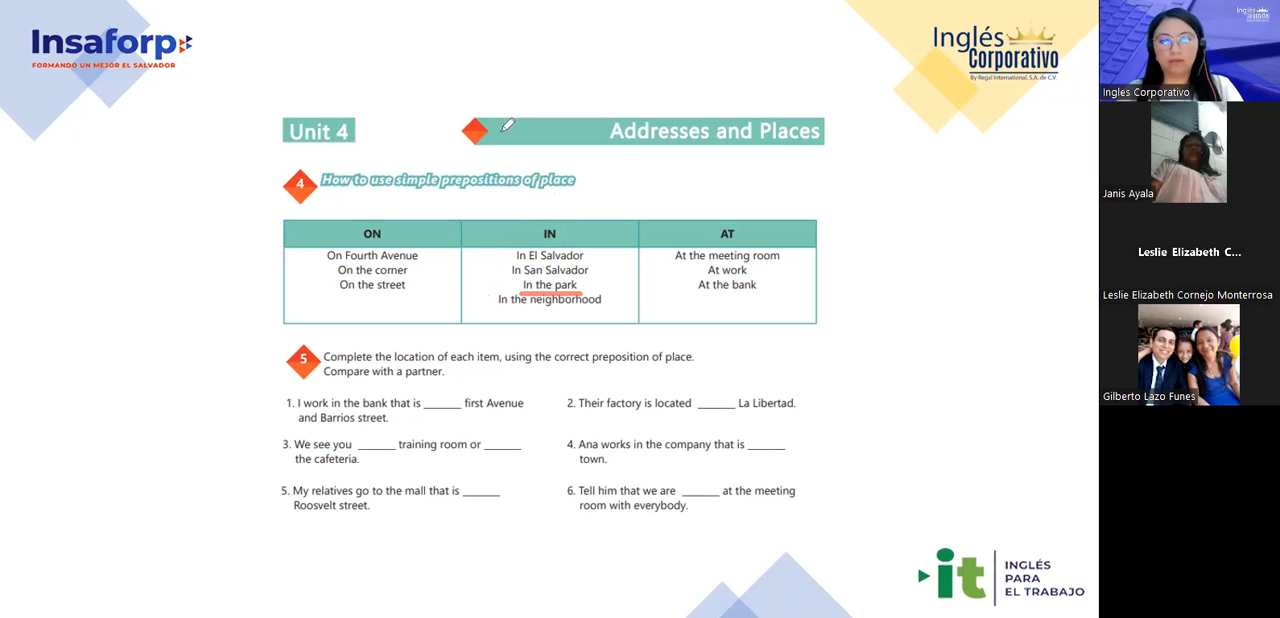 Insaforp
FORMANDO UN MEJOR EL SALVADOR
Inglés
Corporativo
By Regal International, S.A. de C.V.
Unit 4
Addresses and Places
4
How to use simple prepositions of place
ON
IN
AT
On Fourth Avenue
On the corner
On the street
In El Salvador
In San Salvador
In the park
In the neighborhood
At the meeting room
At work
At the bank
5
Complete the location of each item, using the correct preposition of place.
Compare with a partner.
1. I work in the bank that is ______ first Avenue
and Barrios street.
2. Their factory is located ______ La Libertad.
3. We see you ______ training room or ______
the cafeteria.
4. Ana works in the company that is ______
town.
5. My relatives go to the mall that is ______
Roosvelt street.
6. Tell him that we are ______ at the meeting
room with everybody.
it
INGLÉS
PARA
EL TRABAJO
Ingles Corporativo
Janis Ayala
Leslie Elizabeth C...
Leslie Elizabeth Cornejo Monterrosa
Gilberto Lazo Funes